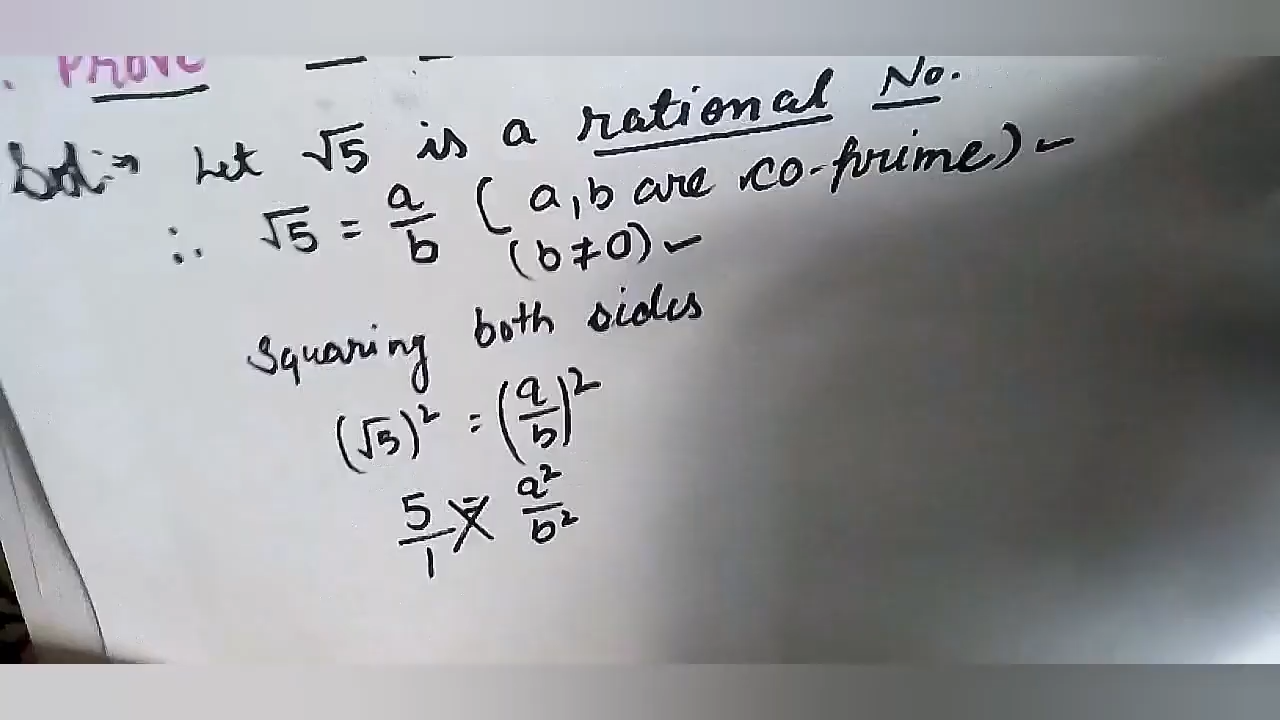 . PROVE
Sol:→ Let √5 is a rational No.
∴ √5 = a/b (a, b are co-prime) ✓
(b ≠ 0) ✓
Squaring both sides
(√5)² = (a/b)²
5/1 = a²/b²